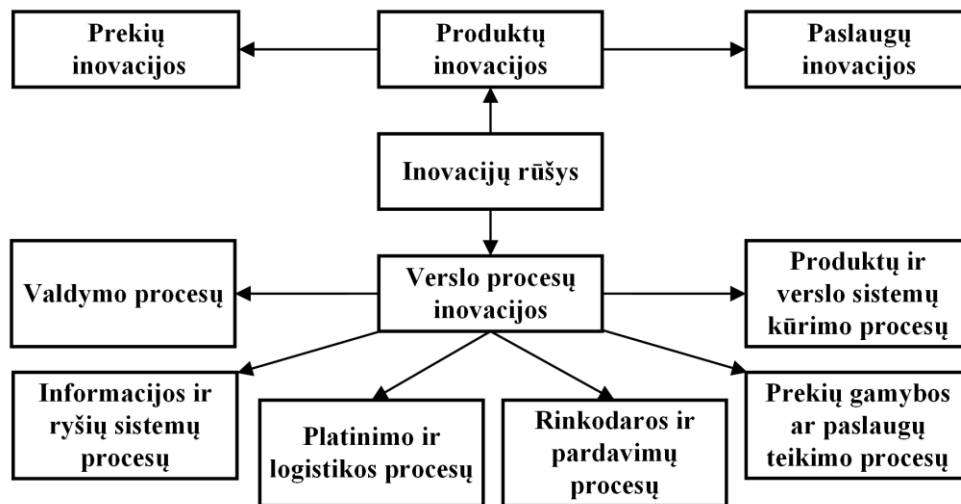 Prekių
inovacijos
Produktų
inovacijos
Paslaugų
inovacijos
Inovacijų rūšys
Valdymo procesų
Verslo procesų
inovacijos
Produktų ir
verslo sistemų
kūrimo procesų
Informacijos ir
ryšių sistemų
procesų
Platinimo ir
logistikos procesų
Rinkodaros ir
pardavimų
procesų
Prekių gamybos
ar paslaugų
teikimo procesų